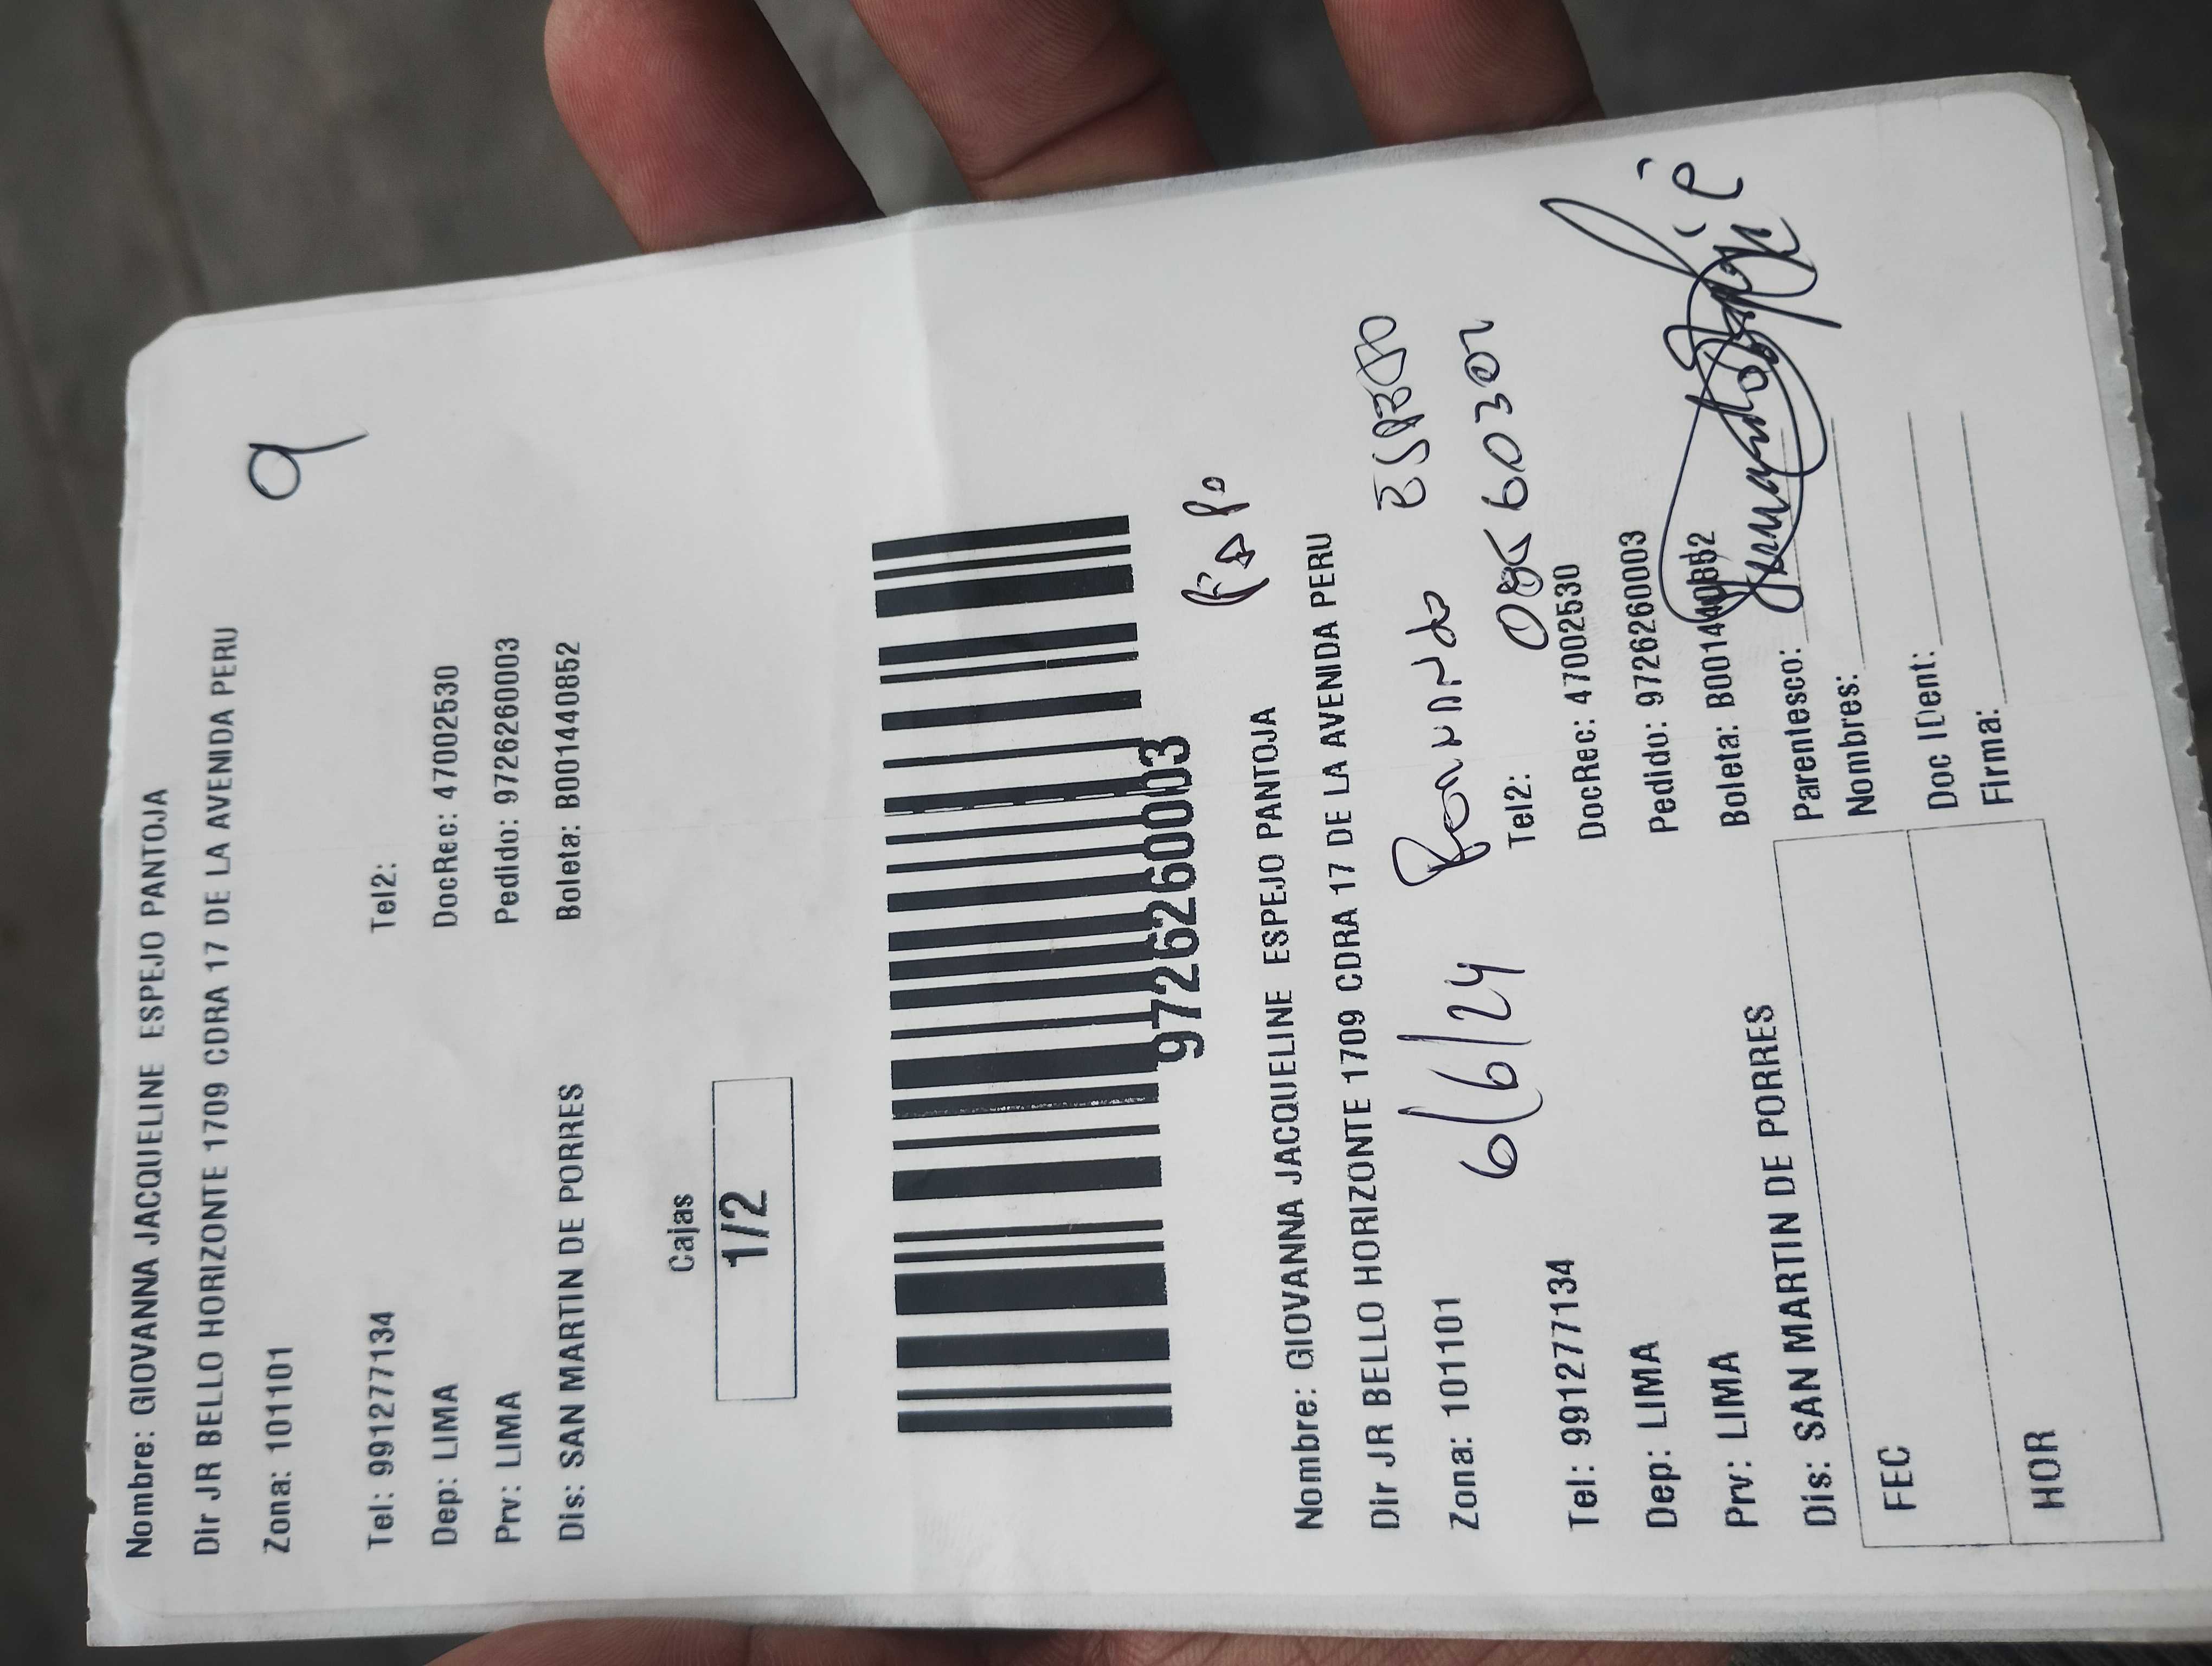 Nombre: GIOVANNA JACQUELINE ESPEJO PANTOJA
Dir JR BELLO HORIZONTE 1709 CDRA 17 DE LA AVENIDA PERU
Zona: 101101
9
Tel: 991277134 Tel2:
Dep: LIMA DocRec: 47002530
Prv: LIMA Pedido: 9726260003
Dis: SAN MARTIN DE PORRES Boleta: B001440852
Cajas
1/2
9726260003
Nombre: GIOVANNA JACQUELINE ESPEJO PANTOJA
Dir JR BELLO HORIZONTE 1709 CDRA 17 DE LA AVENIDA PERU
Zona: 101101
6/6/24 ESPEJO
Tel: 991277134 Tel2:
Dep: LIMA DocRec: 47002530
Prv: LIMA Pedido: 9726260003
Dis: SAN MARTIN DE PORRES Boleta: B001440852
FEC Parentesco:
Nombres:
HOR Doc IDent:
Firma: